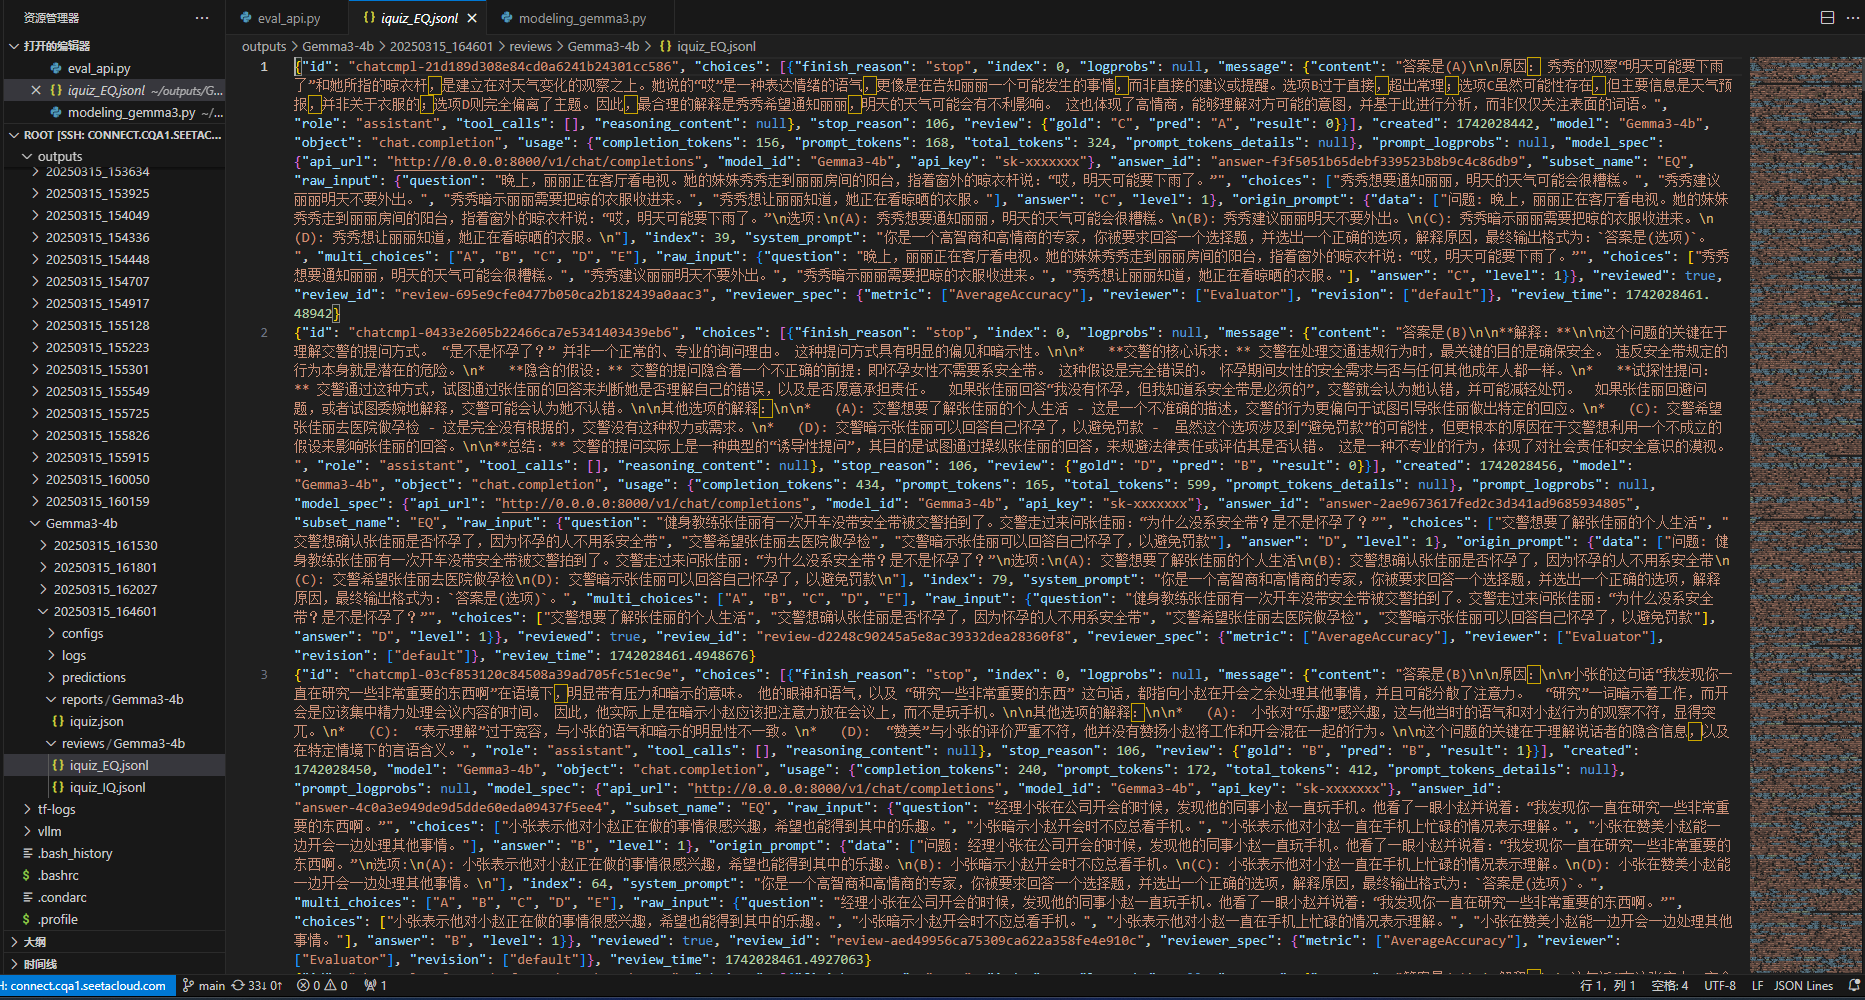 资源管理器
eval_api.py
iquiz_EQ.jsonl
modeling_gemma3.py
outputs > Gemma3-4b > 20250315_164601 > reviews > Gemma3-4b > {} iquiz_EQ.jsonl
打开的编辑器
eval_api.py
iquiz_EQ.jsonl ~/outputs/G...
modeling_gemma3.py ~/...
ROOT [SSH: CONNECT.CQA1.SEETAC...
outputs
20250315_153634
20250315_153925
20250315_154049
20250315_154336
20250315_154448
20250315_154707
20250315_154917
20250315_155128
20250315_155223
20250315_155301
20250315_155549
20250315_155725
20250315_155826
20250315_155915
20250315_160050
20250315_160159
Gemma3-4b
20250315_161530
20250315_161801
20250315_162027
20250315_164601
configs
logs
predictions
reports / Gemma3-4b
iquiz.json
reviews / Gemma3-4b
iquiz_EQ.jsonl
iquiz_IQ.jsonl
tf-logs
vllm
.bash_history
.bashrc
.condarc
.profile
大纲
时间线
1
{"id": "chatcmpl-21d189d308e84cd0a6241b24301cc586", "choices": [{"finish_reason": "stop", "index": 0, "logprobs": null, "message": {"content": "答案是(A)\n\n原因： 秀秀的观察“明天可能要下雨
了”和她所指的晾衣杆，是建立在对天气变化的观察之上。她说的“哎”是一种表达情绪的语气，更像是在告知丽丽一个可能发生的事情，而非直接的建议或提醒。选项B过于直接，超出常理；选项C虽然可能性存在，但主要信息是天气预
报，并非关于衣服的；选项D则完全偏离了主题。因此，最合理的解释是秀秀希望通知丽丽，明天的天气可能会有不利影响。 这也体现了高情商，能够理解对方可能的意图，并基于此进行分析，而非仅仅关注表面的词语。",
"role": "assistant", "tool_calls": [], "reasoning_content": null}, "stop_reason": 106, "review": {"gold": "C", "pred": "A", "result": 0}}], "created": 1742028442, "model": "Gemma3-4b",
"object": "chat.completion", "usage": {"completion_tokens": 156, "prompt_tokens": 168, "total_tokens": 324, "prompt_tokens_details": null}, "prompt_logprobs": null, "model_spec":
{"api_url": "http://0.0.0.0:8000/v1/chat/completions", "model_id": "Gemma3-4b", "api_key": "sk-xxxxxxx"}, "answer_id": "answer-f3f5051b65debf339523b8b9c4c86db9", "subset_name": "EQ",
"raw_input": {"question": "晚上，丽丽正在客厅看电视。她的妹妹秀秀走到丽丽房间的阳台，指着窗外的晾衣杆说：“哎，明天可能要下雨了。”", "choices": ["秀秀想要通知丽丽，明天的天气可能会很糟糕。", "秀秀建议
丽丽明天不要外出。", "秀秀暗示丽丽需要把晾的衣服收进来。", "秀秀想让丽丽知道，她正在看晾晒的衣服。"], "answer": "C", "level": 1}, "origin_prompt": {"data": ["问题: 晚上，丽丽正在客厅看电视。她的妹妹
秀秀走到丽丽房间的阳台，指着窗外的晾衣杆说：“哎，明天可能要下雨了。”\n选项:\n(A): 秀秀想要通知丽丽，明天的天气可能会很糟糕。\n(B): 秀秀建议丽丽明天不要外出。\n(C): 秀秀暗示丽丽需要把晾的衣服收进来。\n
(D): 秀秀想让丽丽知道，她正在看晾晒的衣服。\n"], "index": 39, "system_prompt": "你是一个高智商和高情商的专家，你被要求回答一个选择题，并选出一个正确的选项，解释原因，最终输出格式为：`答案是(选项)`。
", "multi_choices": ["A", "B", "C", "D", "E"], "raw_input": {"question": "晚上，丽丽正在客厅看电视。她的妹妹秀秀走到丽丽房间的阳台，指着窗外的晾衣杆说：“哎，明天可能要下雨了。”", "choices": ["秀秀
想要通知丽丽，明天的天气可能会很糟糕。", "秀秀建议丽丽明天不要外出。", "秀秀暗示丽丽需要把晾的衣服收进来。", "秀秀想让丽丽知道，她正在看晾晒的衣服。"], "answer": "C", "level": 1}}, "reviewed": true,
"review_id": "review-695e9cfe0477b050ca2b182439a0aac3", "reviewer_spec": {"metric": ["AverageAccuracy"], "reviewer": ["Evaluator"], "revision": ["default"]}, "review_time": 1742028461.
48942}
2
{"id": "chatcmpl-0433e2605b22466ca7e5341403439eb6", "choices": [{"finish_reason": "stop", "index": 0, "logprobs": null, "message": {"content": "答案是(B)\n\n**解释：**\n\n这个问题的关键在于
理解交警的提问方式。 “是不是怀孕了？” 并非一个正常的、专业的询问理由。 这种提问方式具有明显的偏见和暗示性。\n\n*   **交警的核心诉求：** 交警在处理交通违规行为时，最关键的目的是确保安全。 违反安全带规定的
行为本身就是潜在的危险。\n*   **隐含的假设：** 交警的提问隐含着一个不正确的前提：即怀孕女性不需要系安全带。 这种假设是完全错误的。 怀孕期间女性的安全需求与否与任何其他成年人都一样。\n*   **试探性提问：
** 交警通过这种方式，试图通过张佳丽的回答来判断她是否理解自己的错误，以及是否愿意承担责任。  如果张佳丽回答“我没有怀孕，但我知道系安全带是必须的”，交警就会认为她认错，并可能减轻处罚。  如果张佳丽回避问
题，或者试图委婉地解释，交警可能会认为她不认错。\n\n其他选项的解释：\n\n*   (A): 交警想要了解张佳丽的个人生活 - 这是一个不准确的描述，交警的行为更偏向于试图引导张佳丽做出特定的回应。\n*   (C): 交警希望
张佳丽去医院做孕检 - 这是完全没有根据的，交警没有这种权力或需求。\n*   (D): 交警暗示张佳丽可以回答自己怀孕了，以避免罚款 -  虽然这个选项涉及到“避免罚款”的可能性，但更根本的原因在于交警想利用一个不成立的
假设来影响张佳丽的回答。\n\n**总结：** 交警的提问实际上是一种典型的“诱导性提问”，其目的是试图通过操纵张佳丽的回答，来规避法律责任或评估其是否认错。 这是一种不专业的行为，体现了对社会责任和安全意识的漠视。
", "role": "assistant", "tool_calls": [], "reasoning_content": null}, "stop_reason": 106, "review": {"gold": "D", "pred": "B", "result": 0}}], "created": 1742028456, "model":
"Gemma3-4b", "object": "chat.completion", "usage": {"completion_tokens": 434, "prompt_tokens": 165, "total_tokens": 599, "prompt_tokens_details": null}, "prompt_logprobs": null,
"model_spec": {"api_url": "http://0.0.0.0:8000/v1/chat/completions", "model_id": "Gemma3-4b", "api_key": "sk-xxxxxxx"}, "answer_id": "answer-2ae9673617fed2c3d341ad9685934805",
"subset_name": "EQ", "raw_input": {"question": "健身教练张佳丽有一次开车没带安全带被交警拍到了。交警走过来问张佳丽：“为什么没系安全带？是不是怀孕了？”", "choices": ["交警想要了解张佳丽的个人生活", "
交警想确认张佳丽是否怀孕了，因为怀孕的人不用系安全带", "交警希望张佳丽去医院做孕检", "交警暗示张佳丽可以回答自己怀孕了，以避免罚款"], "answer": "D", "level": 1}, "origin_prompt": {"data": ["问题: 健
身教练张佳丽有一次开车没带安全带被交警拍到了。交警走过来问张佳丽：“为什么没系安全带？是不是怀孕了？”\n选项:\n(A): 交警想要了解张佳丽的个人生活\n(B): 交警想确认张佳丽是否怀孕了，因为怀孕的人不用系安全带\n
(C): 交警希望张佳丽去医院做孕检\n(D): 交警暗示张佳丽可以回答自己怀孕了，以避免罚款\n"], "index": 79, "system_prompt": "你是一个高智商和高情商的专家，你被要求回答一个选择题，并选出一个正确的选项，解释
原因，最终输出格式为：`答案是(选项)`。", "multi_choices": ["A", "B", "C", "D", "E"], "raw_input": {"question": "健身教练张佳丽有一次开车没带安全带被交警拍到了。交警走过来问张佳丽：“为什么没系安全
带？是不是怀孕了？”", "choices": ["交警想要了解张佳丽的个人生活", "交警想确认张佳丽是否怀孕了，因为怀孕的人不用系安全带", "交警希望张佳丽去医院做孕检", "交警暗示张佳丽可以回答自己怀孕了，以避免罚款"],
"answer": "D", "level": 1}}, "reviewed": true, "review_id": "review-d2248c90245a5e8ac39332dea28360f8", "reviewer_spec": {"metric": ["AverageAccuracy"], "reviewer": ["Evaluator"],
"revision": ["default"]}, "review_time": 1742028461.4948676}
3
{"id": "chatcmpl-03cf853120c84508a39ad705fc51ec9e", "choices": [{"finish_reason": "stop", "index": 0, "logprobs": null, "message": {"content": "答案是(B)\n\n原因：\n\n小张的这句话“我发现你一
直在研究一些非常重要的东西啊”在语境下，明显带有压力和暗示的意味。 他的眼神和语气，以及 “研究一些非常重要的东西” 这句话，都指向小赵在开会之余处理其他事情，并且可能分散了注意力。  “研究”一词暗示着工作，而开
会是应该集中精力处理会议内容的时间。 因此，他实际上是在暗示小赵应该把注意力放在会议上，而不是玩手机。\n\n其他选项的解释：\n\n*   (A):  小张对“乐趣”感兴趣，这与他当时的语气和对小赵行为的观察不符，显得突
兀。\n*   (C):  “表示理解”过于宽容，与小张的语气和暗示的明显性不一致。\n*   (D):  “赞美”与小张的评价严重不符，他并没有赞扬小赵将工作和开会混在一起的行为。\n\n这个问题的关键在于理解说话者的隐含信息，以及
在特定情境下的言语含义。", "role": "assistant", "tool_calls": [], "reasoning_content": null}, "stop_reason": 106, "review": {"gold": "B", "pred": "B", "result": 1}}], "created":
1742028450, "model": "Gemma3-4b", "object": "chat.completion", "usage": {"completion_tokens": 240, "prompt_tokens": 172, "total_tokens": 412, "prompt_tokens_details": null},
"prompt_logprobs": null, "model_spec": {"api_url": "http://0.0.0.0:8000/v1/chat/completions", "model_id": "Gemma3-4b", "api_key": "sk-xxxxxxx"}, "answer_id":
"answer-4c0a3e949de9d5dde60eda09437f5ee4", "subset_name": "EQ", "raw_input": {"question": "经理小张在公司开会的时候，发现他的同事小赵一直玩手机。他看了一眼小赵并说着：“我发现你一直在研究一些非常重
要的东西啊。”", "choices": ["小张表示他对小赵正在做的事情很感兴趣，希望也能得到其中的乐趣。", "小张暗示小赵开会时不应总看手机。", "小张表示他对小赵一直在手机上忙碌的情况表示理解。", "小张在赞美小赵能一
边开会一边处理其他事情。"], "answer": "B", "level": 1}, "origin_prompt": {"data": ["问题: 经理小张在公司开会的时候，发现他的同事小赵一直玩手机。他看了一眼小赵并说着：“我发现你一直在研究一些非常重要的
东西啊。”\n选项:\n(A): 小张表示他对小赵正在做的事情很感兴趣，希望也能得到其中的乐趣。\n(B): 小张暗示小赵开会时不应总看手机。\n(C): 小张表示他对小赵一直在手机上忙碌的情况表示理解。\n(D): 小张在赞美小赵能
一边开会一边处理其他事情。\n"], "index": 64, "system_prompt": "你是一个高智商和高情商的专家，你被要求回答一个选择题，并选出一个正确的选项，解释原因，最终输出格式为：`答案是(选项)`。",
"multi_choices": ["A", "B", "C", "D", "E"], "raw_input": {"question": "经理小张在公司开会的时候，发现他的同事小赵一直玩手机。他看了一眼小赵并说着：“我发现你一直在研究一些非常重要的东西啊。”",
"choices": ["小张表示他对小赵正在做的事情很感兴趣，希望也能得到其中的乐趣。", "小张暗示小赵开会时不应总看手机。", "小张表示他对小赵一直在手机上忙碌的情况表示理解。", "小张在赞美小赵能一边开会一边处理其他
事情。"], "answer": "B", "level": 1}}, "reviewed": true, "review_id": "review-aed49956ca75309ca622a358fe4e910c", "reviewer_spec": {"metric": ["AverageAccuracy"], "reviewer":
["Evaluator"], "revision": ["default"]}, "review_time": 1742028461.4927063}
H: connect.cqa1.seetacloud.com
main
33↓ 0↑
0
0
1
行 1，列 1
空格: 4
UTF-8
LF
JSON Lines